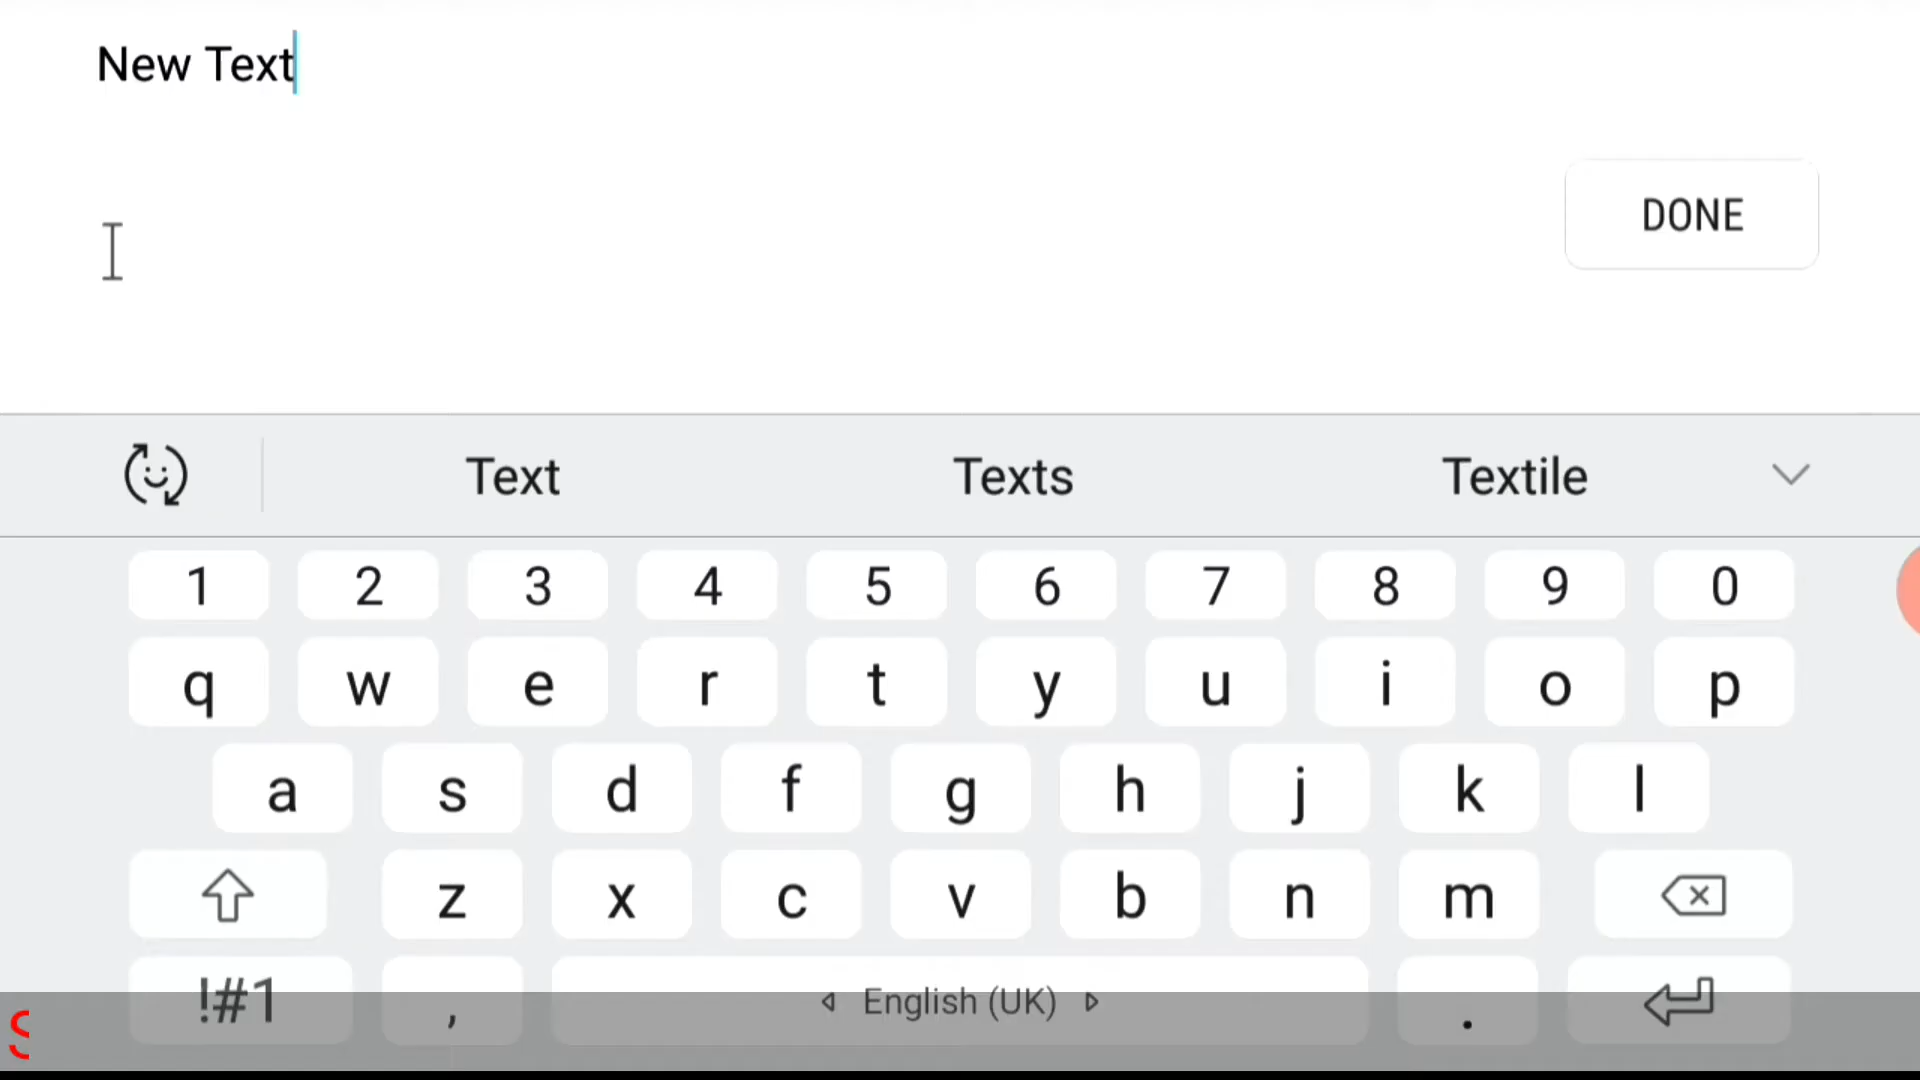 New Text
DONE
Text Texts Textile
1 2 3 4 5 6 7 8 9 0
q w e r t y u i o p
a s d f g h j k l
z x c v b n m
!#1 , English (UK) .